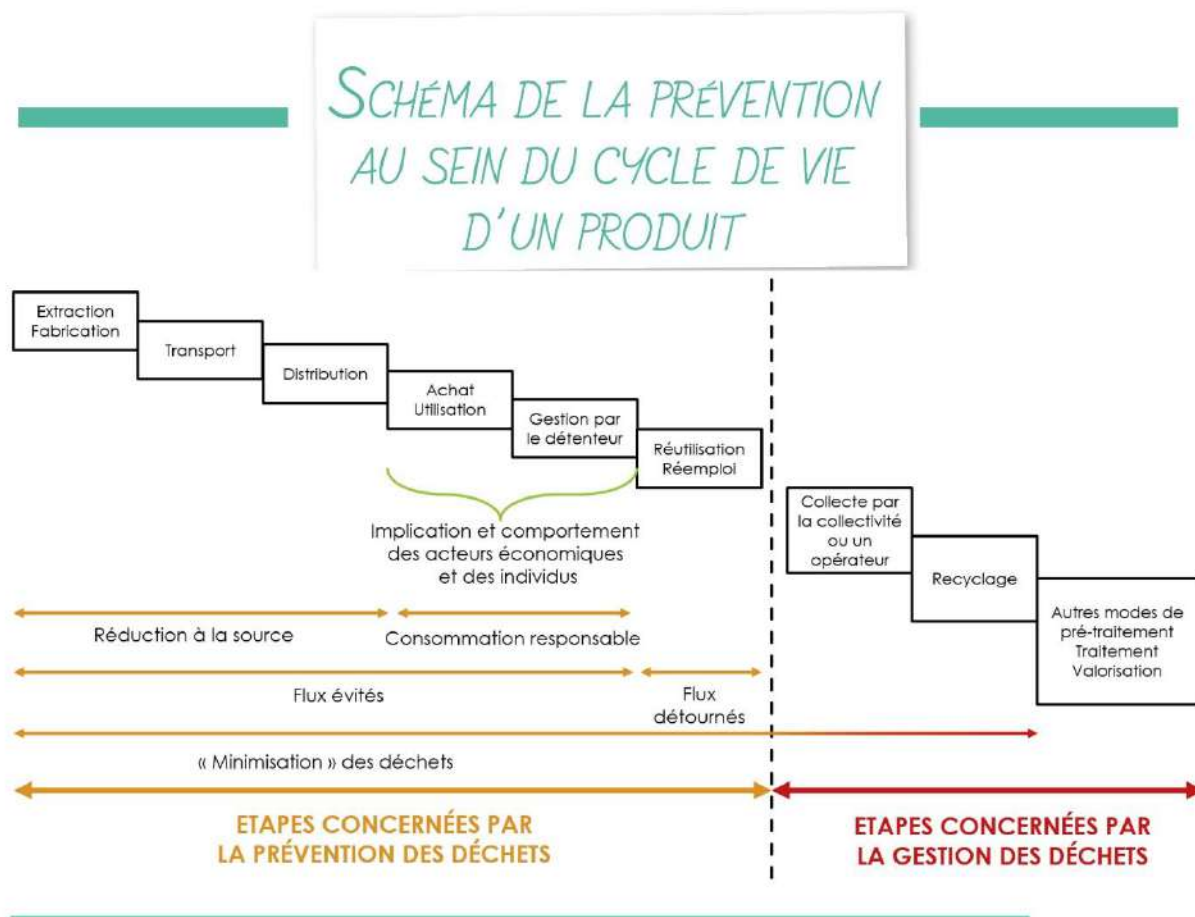 SCHÉMA DE LA PRÉVENTION
AU SEIN DU CYCLE DE VIE
D'UN PRODUIT
Extraction
Fabrication
Transport
Distribution
Achat
Utilisation
Gestion par
le détenteur
Réutilisation
Réemploi
Collecte par
la collectivité
ou un
opérateur
Recyclage
Autres modes de
pré-traitement
Traitement
Valorisation
Implication et comportement
des acteurs économiques
et des individus
Réduction à la source
Consommation responsable
Flux évités
Flux
détournés
« Minimisation » des déchets
ETAPES CONCERNÉES PAR
LA PRÉVENTION DES DÉCHETS
ETAPES CONCERNÉES PAR
LA GESTION DES DÉCHETS